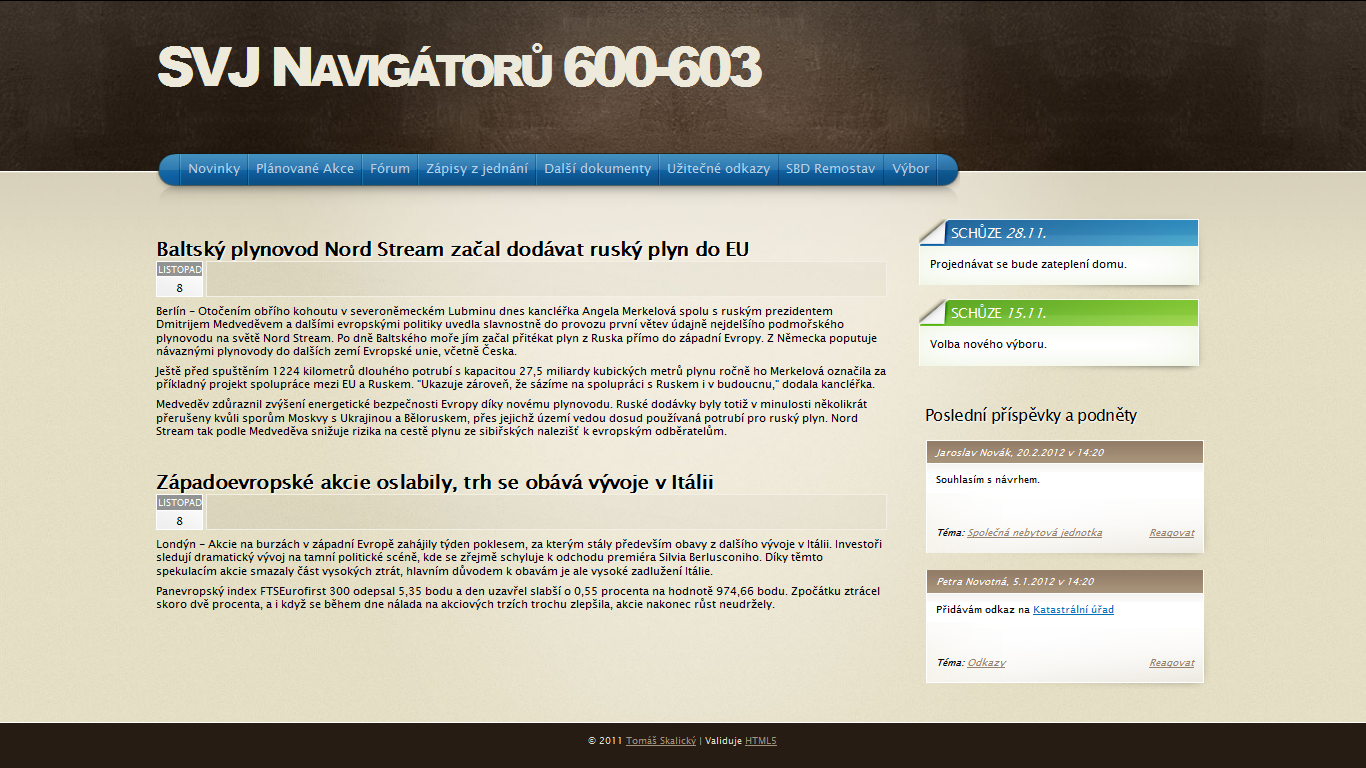 SVJ Navigátorů 600-603
Novinky Plánované Akce Fórum Zápisy z jednání Další dokumenty Užitečné odkazy SBD Remostav Výbor
Baltský plynovod Nord Stream začal dodávat ruský plyn do EU
LISTOPAD
8
Berlín – Otočením obřího kohoutu v severoněmeckém Lubminu dnes kancléřka Angela Merkelová spolu s ruským prezidentem
Dmitrijem Medveděvem a dalšími evropskými politiky uvedla slavnostně do provozu první větev údajně nejdelšího podmořského
plynovodu na světě Nord Stream. Po dně Baltského moře jím začal přitékat plyn z Ruska přímo do západní Evropy. Z Německa poputuje
návaznými plynovody do dalších zemí Evropské unie, včetně Česka.
Ještě před spuštěním 1224 kilometrů dlouhého potrubí s kapacitou 27,5 miliardy kubických metrů plynu ročně ho Merkelová označila za
příkladný projekt spolupráce mezi EU a Ruskem. "Ukazuje zároveň, že sázíme na spolupráci s Ruskem i v budoucnu," dodala kancléřka.
Medveděv zdůraznil zvýšení energetické bezpečnosti Evropy díky novému plynovodu. Ruské dodávky byly totiž v minulosti několikrát
přerušeny kvůli sporům Moskvy s Ukrajinou a Běloruskem, přes jejichž území vedou dosud používaná potrubí pro ruský plyn. Nord
Stream tak podle Medveděva snižuje rizika na cestě plynu ze sibiřských nalezišť k evropským odběratelům.
Západoevropské akcie oslabily, trh se obává vývoje v Itálii
LISTOPAD
8
Londýn – Akcie na burzách v západní Evropě zahájily týden poklesem, za kterým stály především obavy z dalšího vývoje v Itálii. Investoři
sledují dramatický vývoj na tamní politické scéně, kde se zřejmě schyluje k odchodu premiéra Silvia Berlusconiho. Díky těmto
spekulacím akcie smazaly část vysokých ztrát, hlavním důvodem k obavám je ale vysoké zadlužení Itálie.
Panevropský index FTSEurofirst 300 odepsal 5,35 bodu a den uzavřel slabší o 0,55 procenta na hodnotě 974,66 bodu. Zpočátku ztrácel
skoro dvě procenta, a i když se během dne nálada na akciových trzích trochu zlepšila, akcie nakonec růst neudržely.
SCHŮZE 28.11.
Projednávat se bude zateplení domu.
SCHŮZE 15.11.
Volba nového výboru.
Poslední příspěvky a podněty
Jaroslav Novák, 20.2.2012 v 14:20
Souhlasím s návrhem.
Téma: Společná nebytová jednotka Reagovat
Petra Novotná, 5.1.2012 v 14:20
Přidávám odkaz na Katastrální úřad
Téma: Odkazy Reagovat
© 2011 Tomáš Skalický | Validuje HTML5